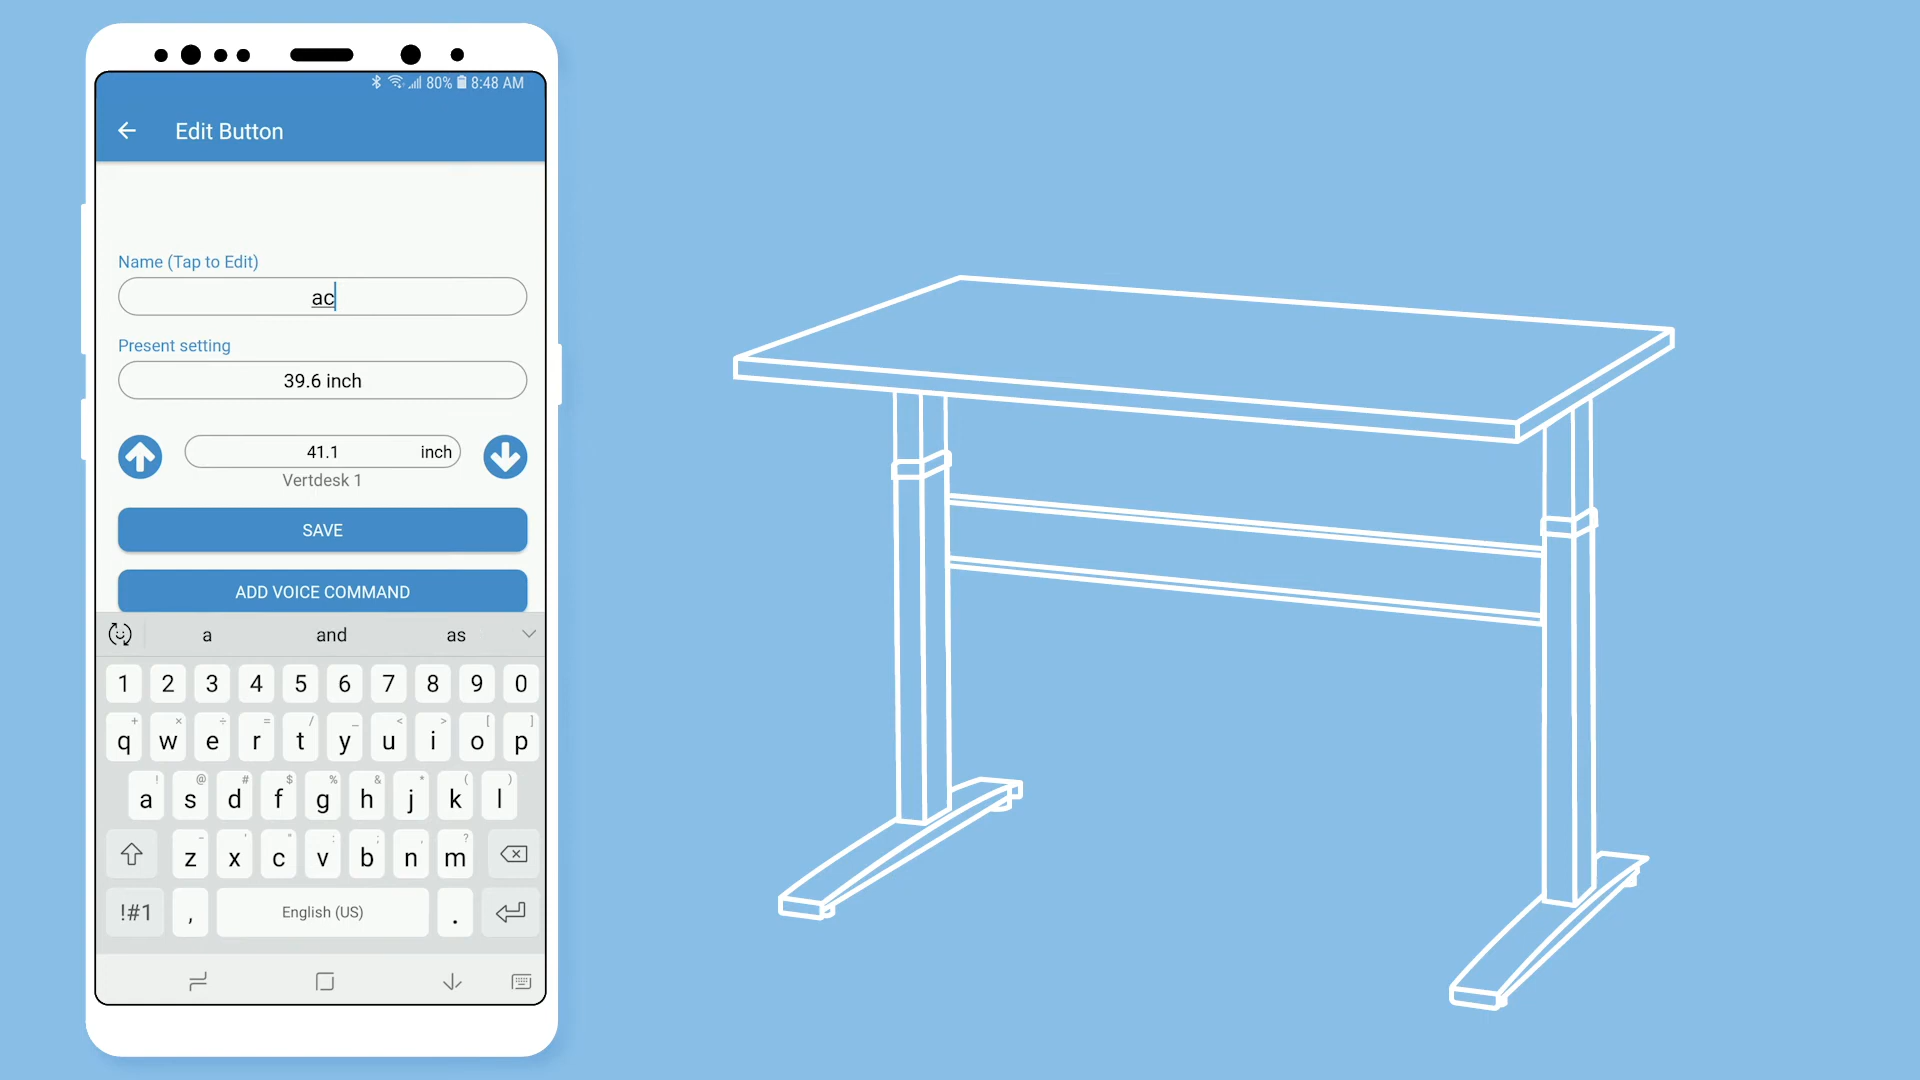 80% 8:48 AM
Edit Button
Name (Tap to Edit)
ac
Present setting
39.6 inch
41.1 inch
Vertdesk 1
SAVE
ADD VOICE COMMAND
a and as
1 2 3 4 5 6 7 8 9 0
+ × ÷ = / _ < > [ ]
q w e r t y u i o p
! @ # $ % & * ( )
a s d f g h j k l
- ' " : ; , ?
z x c v b n m
!#1 , English (US) .